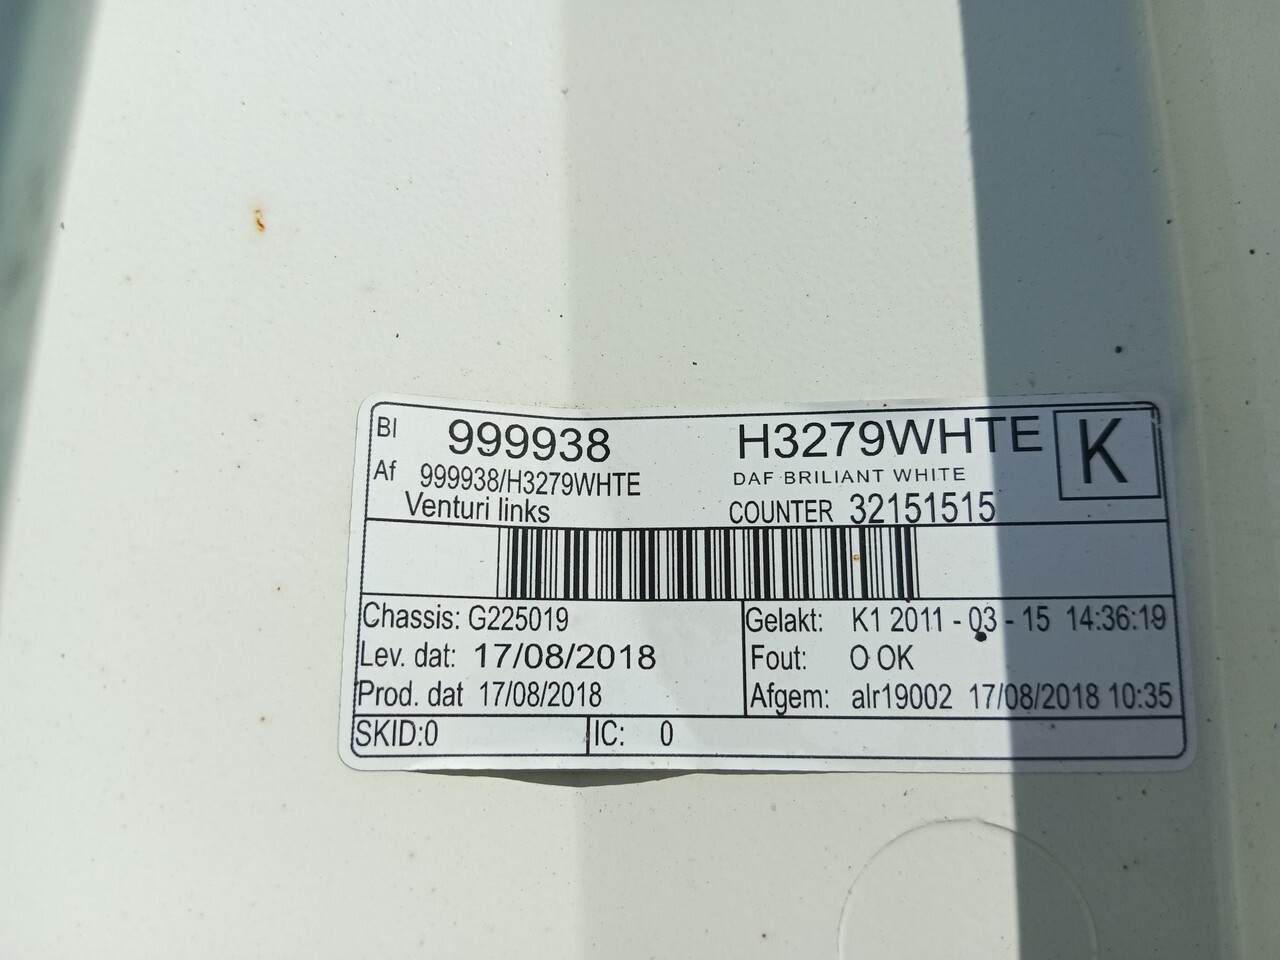 BI 999938 H3279WHTE K
Af 999938/H3279WHTE DAF BRILIANT WHITE
Venturi links COUNTER 32151515
Chassis: G225019 Gelakt: K1 2011 - 03 - 15 14:36:19
Lev. dat: 17/08/2018 Fout: O OK
Prod. dat 17/08/2018 Afgem: alr19002 17/08/2018 10:35
SKID:0 IC: 0